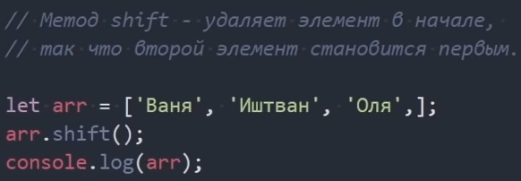 // Метод shift - удаляет элемент в начале,
// так что второй элемент становится первым.
let arr = ['Ваня', 'Иштван', 'Оля',];
arr.shift();
console.log(arr);